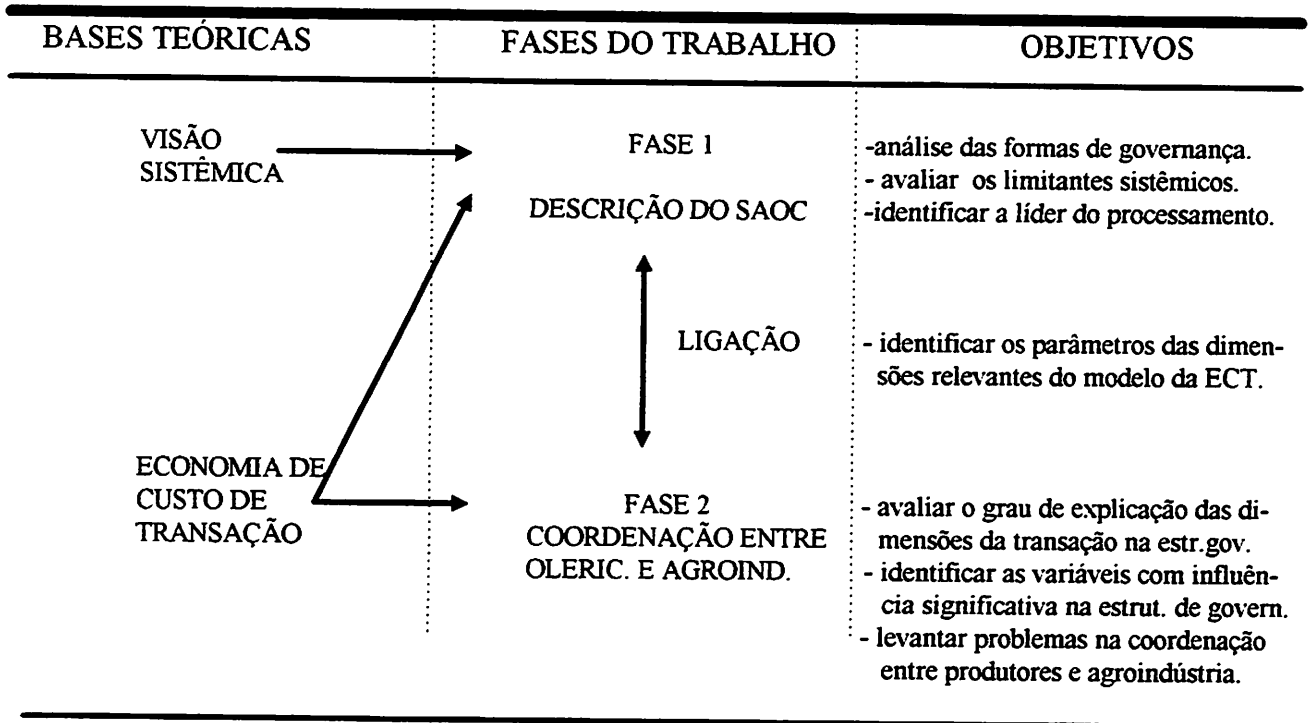 BASES TEÓRICAS
FASES DO TRABALHO
OBJETIVOS
VISÃO
SISTÊMICA
FASE 1
DESCRIÇÃO DO SAOC
-análise das formas de governança.
- avaliar os limitantes sistêmicos.
-identificar a líder do processamento.
LIGAÇÃO
- identificar os parâmetros das dimen-
sões relevantes do modelo da ECT.
ECONOMIA DE
CUSTO DE
TRANSAÇÃO
FASE 2
COORDENAÇÃO ENTRE
OLERIC. E AGROIND.
- avaliar o grau de explicação das di-
mensões da transação na estr.gov.
- identificar as variáveis com influên-
cia significativa na estrut. de govern.
- levantar problemas na coordenação
entre produtores e agroindústria.